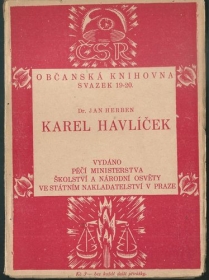 ČSR
OBČANSKÁ KNIHOVNA
SVAZEK 19-20.
Dr. JAN HERBEN
KAREL HAVLÍČEK
VYDÁNO
PÉČÍ MINISTERSTVA
ŠKOLSTVÍ A NÁRODNÍ OSVĚTY
VE STÁTNÍM NAKLADATELSTVÍ V PRAZE